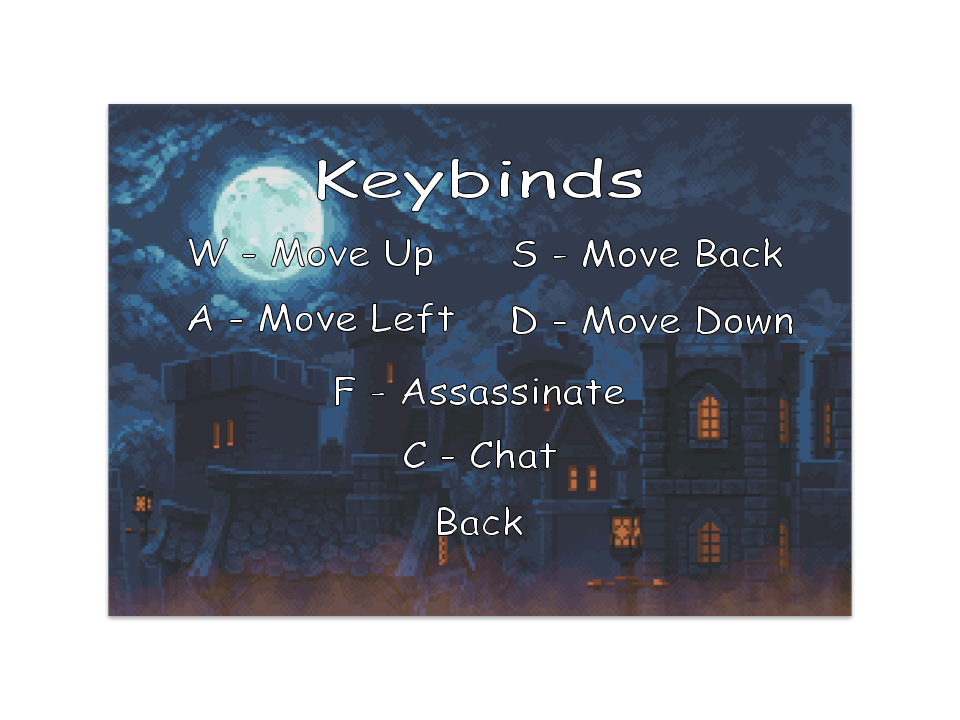 Keybinds
W - Move Up
S - Move Back
A - Move Left
D - Move Down
F - Assassinate
C - Chat
Back